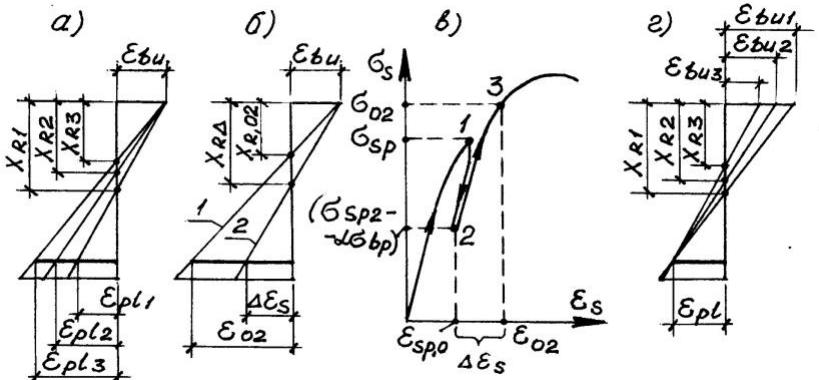 а)
εbu
XR1
XR2
XR3
εpl1
εpl2
εpl3
б)
εbu
XRΔ
XR,02
1
2
Δεs
ε02
в)
σs
σ02
σsp
(σsp2-
-ασbp)
1
2
3
εs
εsp,0
ε02
Δεs
г)
εbu1
εbu2
εbu3
XR1
XR2
XR3
εpl